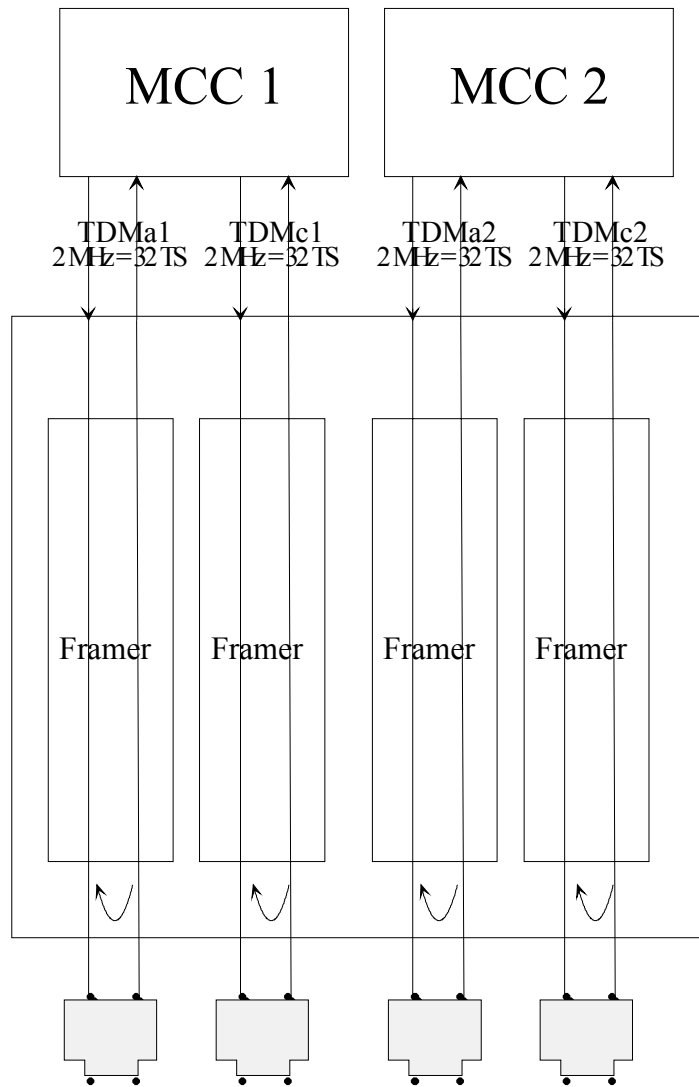 MCC 1
MCC 2
TDMa1
2 MHz=32 TS
TDMc1
2 MHz=32 TS
TDMa2
2 MHz=32 TS
TDMc2
2 MHz=32 TS
Framer
Framer
Framer
Framer